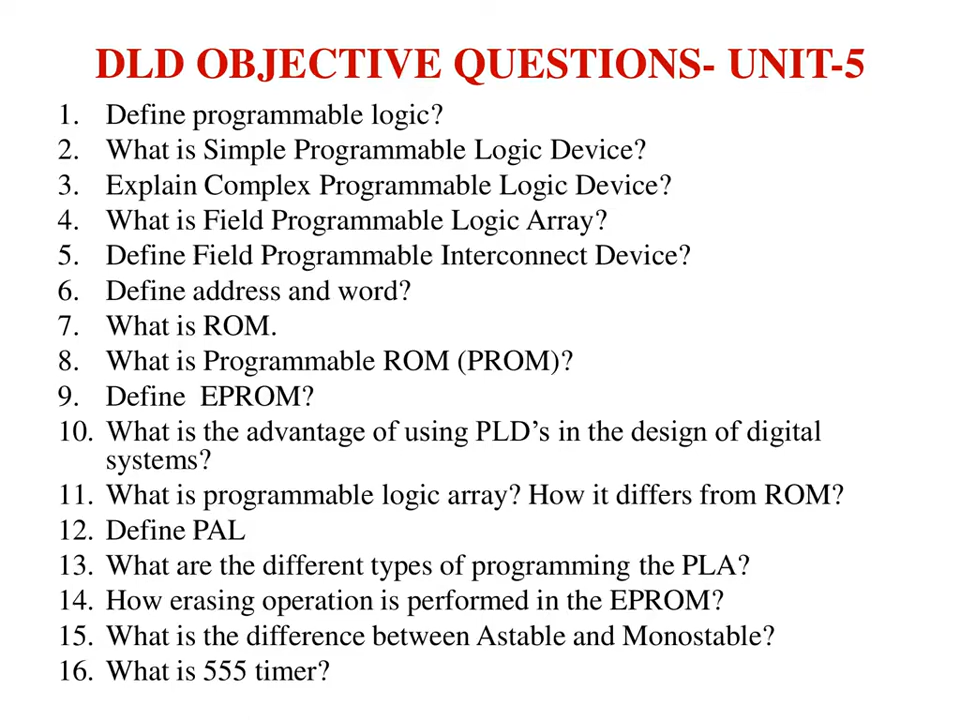 DLD OBJECTIVE QUESTIONS- UNIT-5
1. Define programmable logic?
2. What is Simple Programmable Logic Device?
3. Explain Complex Programmable Logic Device?
4. What is Field Programmable Logic Array?
5. Define Field Programmable Interconnect Device?
6. Define address and word?
7. What is ROM.
8. What is Programmable ROM (PROM)?
9. Define  EPROM?
10. What is the advantage of using PLD’s in the design of digital
systems?
11. What is programmable logic array? How it differs from ROM?
12. Define PAL
13. What are the different types of programming the PLA?
14. How erasing operation is performed in the EPROM?
15. What is the difference between Astable and Monostable?
16. What is 555 timer?